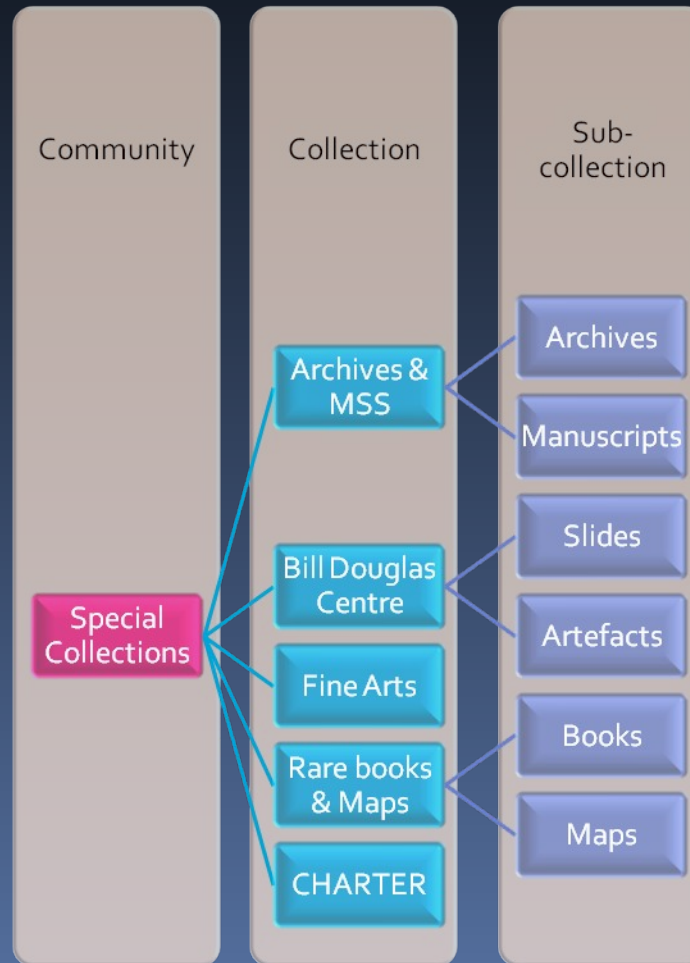 Community
Collection
Sub-
collection
Special
Collections
Archives &
MSS
Bill Douglas
Centre
Fine Arts
Rare books
& Maps
CHARTER
Archives
Manuscripts
Slides
Artefacts
Books
Maps